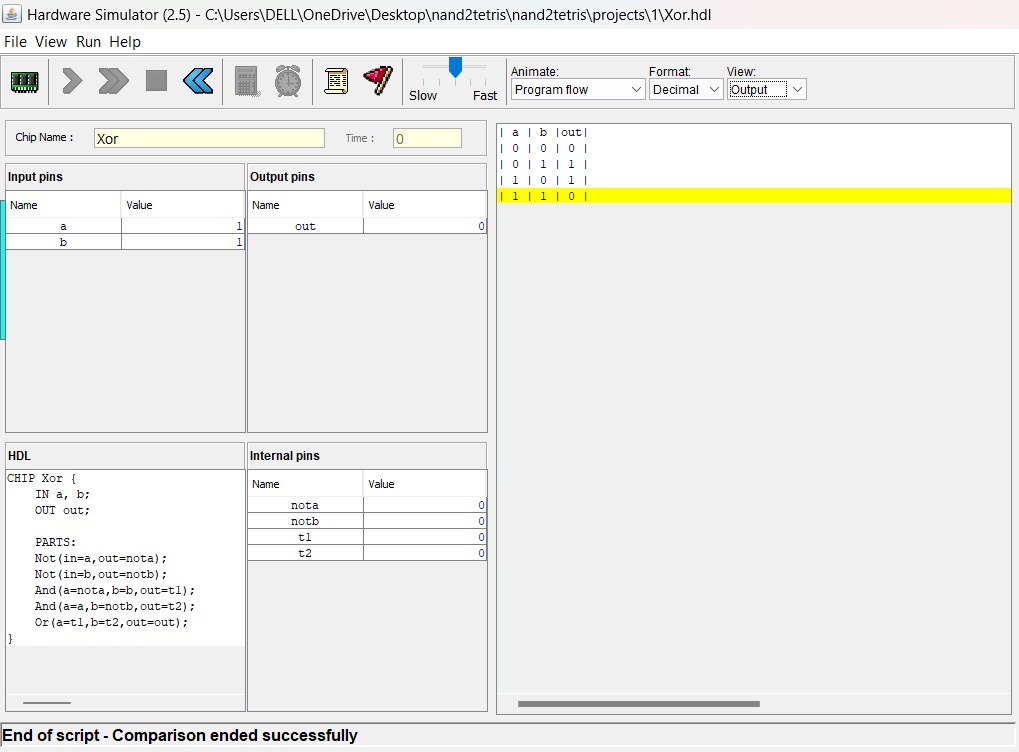 Hardware Simulator (2.5) - C:\Users\DELL\OneDrive\Desktop\nand2tetris\nand2tetris\projects\1\Xor.hdl
File View Run Help
Slow Fast
Animate: Format: View:
Program flow Decimal Output
Chip Name : Xor Time : 0
Input pins
Name Value
a 1
b 1
Output pins
Name Value
out 0
HDL
CHIP Xor {
IN a, b;
OUT out;
PARTS:
Not(in=a,out=nota);
Not(in=b,out=notb);
And(a=nota,b=b,out=t1);
And(a=a,b=notb,out=t2);
Or(a=t1,b=t2,out=out);
}
Internal pins
Name Value
nota 0
notb 0
t1 0
t2 0
| a | b |out|
| 0 | 0 | 0 |
| 0 | 1 | 1 |
| 1 | 0 | 1 |
| 1 | 1 | 0 |
End of script - Comparison ended successfully